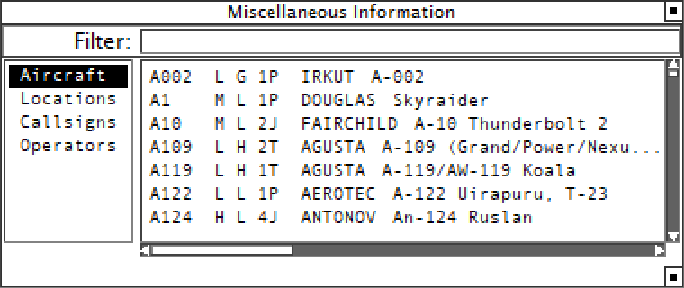 Miscellaneous Information
Filter:
Aircraft
Locations
Callsigns
Operators
A002 L G 1P IRKUT A-002
A1 M L 1P DOUGLAS Skyraider
A10 M L 2J FAIRCHILD A-10 Thunderbolt 2
A109 L H 2T AGUSTA A-109 (Grand/Power/Nexu...
A119 L H 1T AGUSTA A-119/AW-119 Koala
A122 L L 1P AEROTEC A-122 Uirapuru, T-23
A124 H L 4J ANTONOV An-124 Ruslan